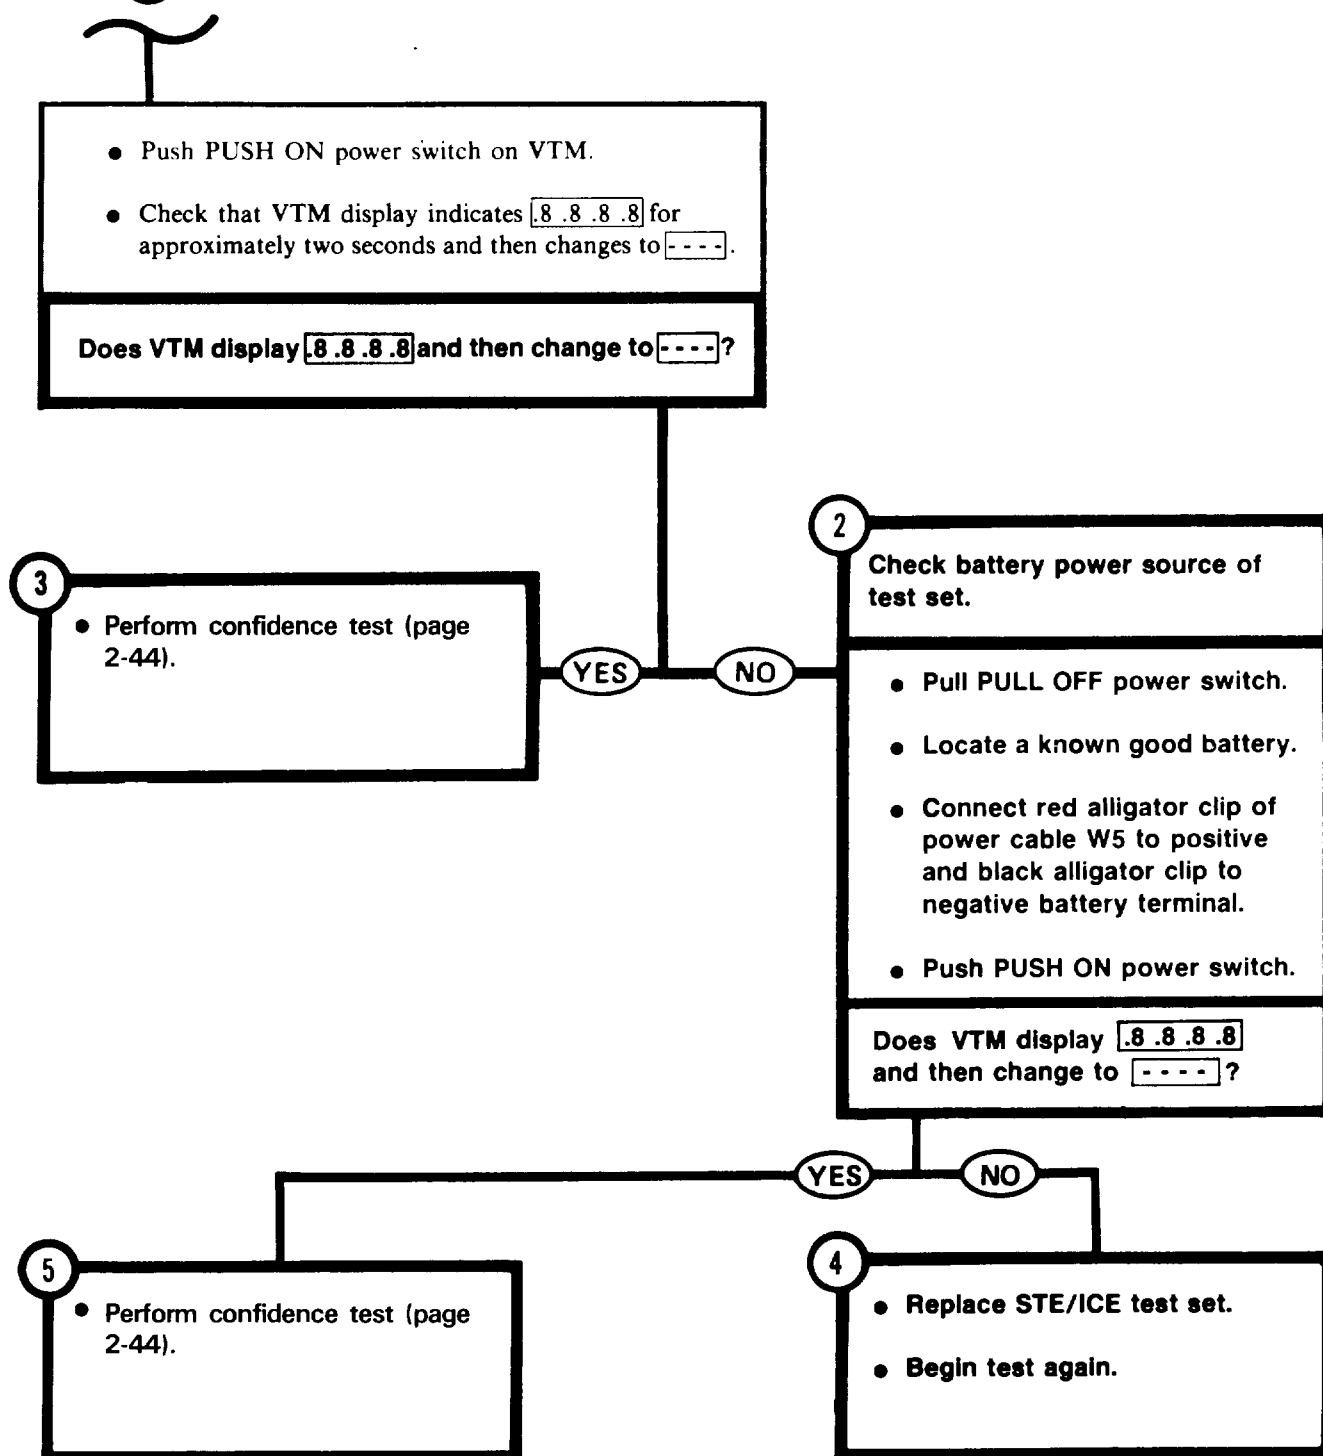 ● Push PUSH ON power switch on VTM.
● Check that VTM display indicates .8 .8 .8 .8 for
approximately two seconds and then changes to - - - -.
Does VTM display .8 .8 .8 .8 and then change to - - - -?
YES
NO
3
● Perform confidence test (page
2-44).
2
Check battery power source of
test set.
● Pull PULL OFF power switch.
● Locate a known good battery.
● Connect red alligator clip of
power cable W5 to positive
and black alligator clip to
negative battery terminal.
● Push PUSH ON power switch.
Does VTM display .8 .8 .8 .8
and then change to - - - - ?
YES
NO
5
● Perform confidence test (page
2-44).
4
● Replace STE/ICE test set.
● Begin test again.